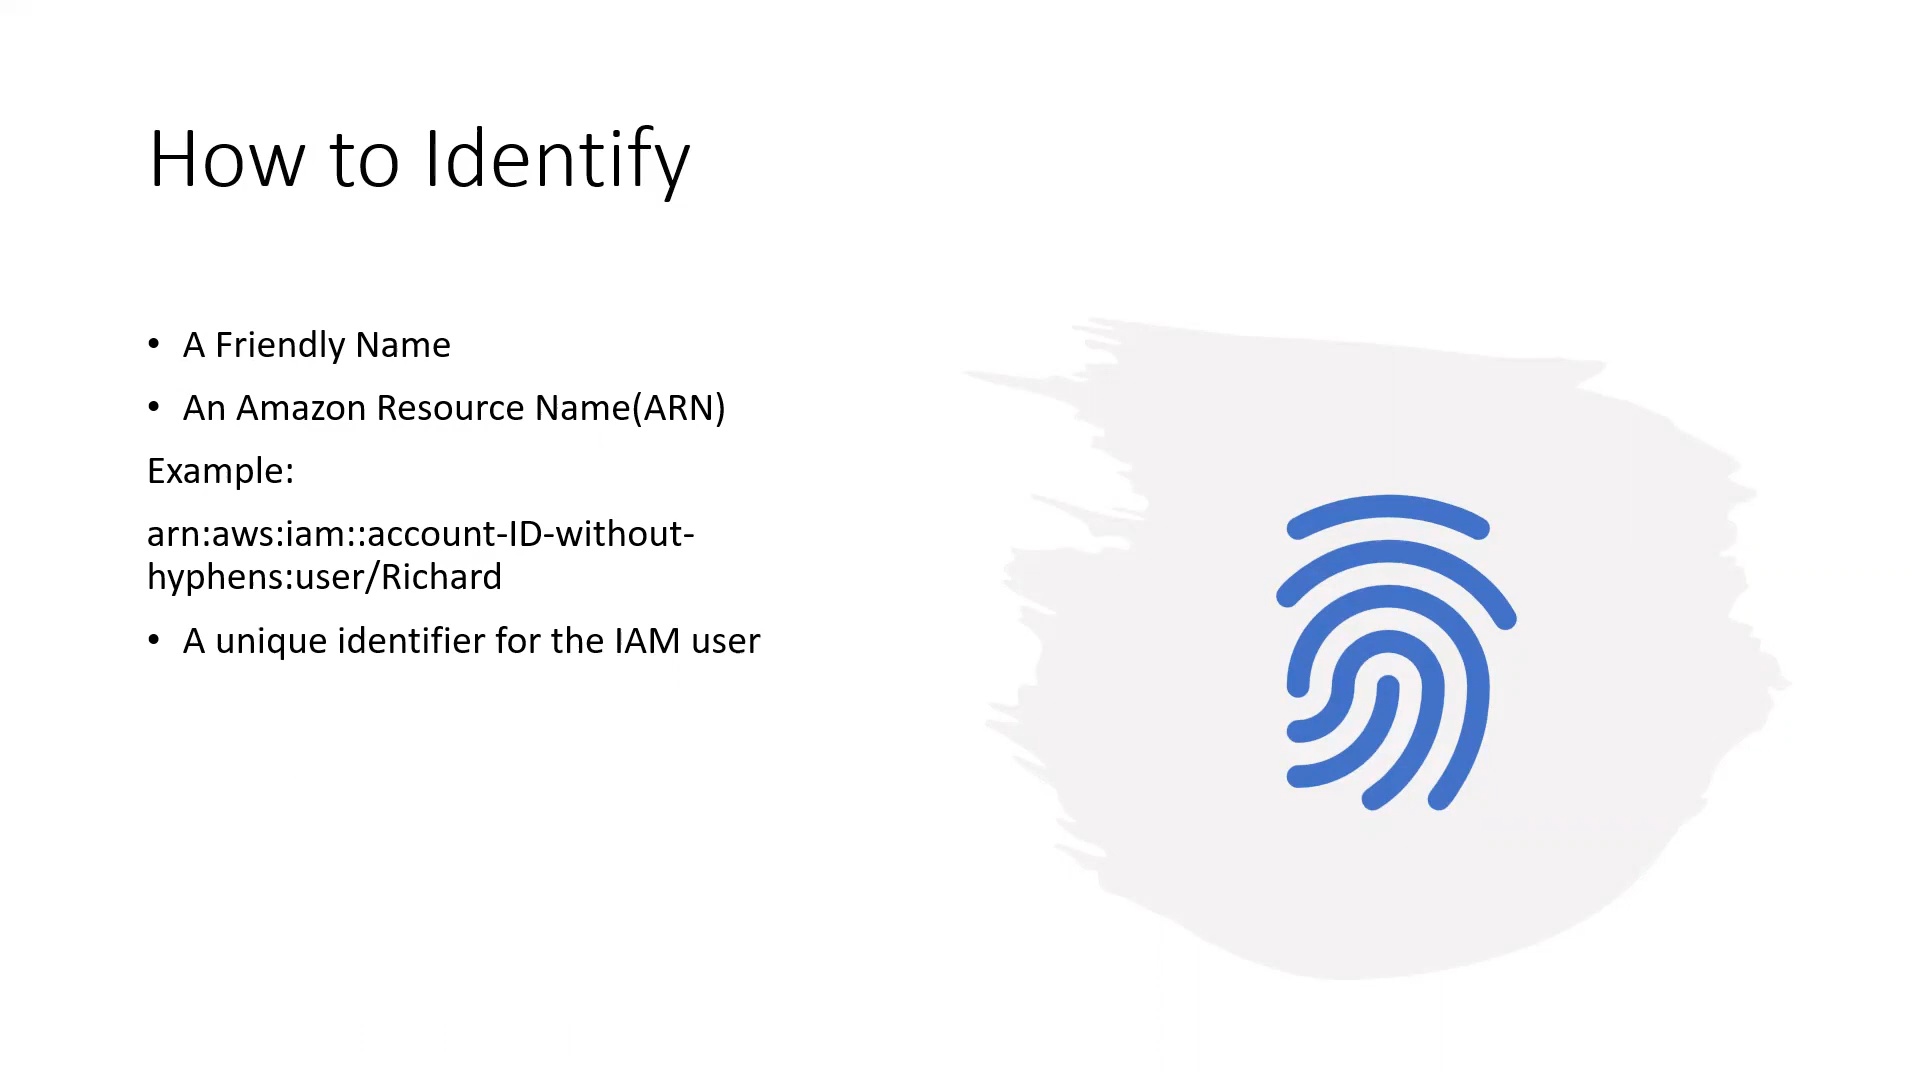 How to Identify
• A Friendly Name
• An Amazon Resource Name(ARN)
Example:
arn:aws:iam::account-ID-without-
hyphens:user/Richard
• A unique identifier for the IAM user